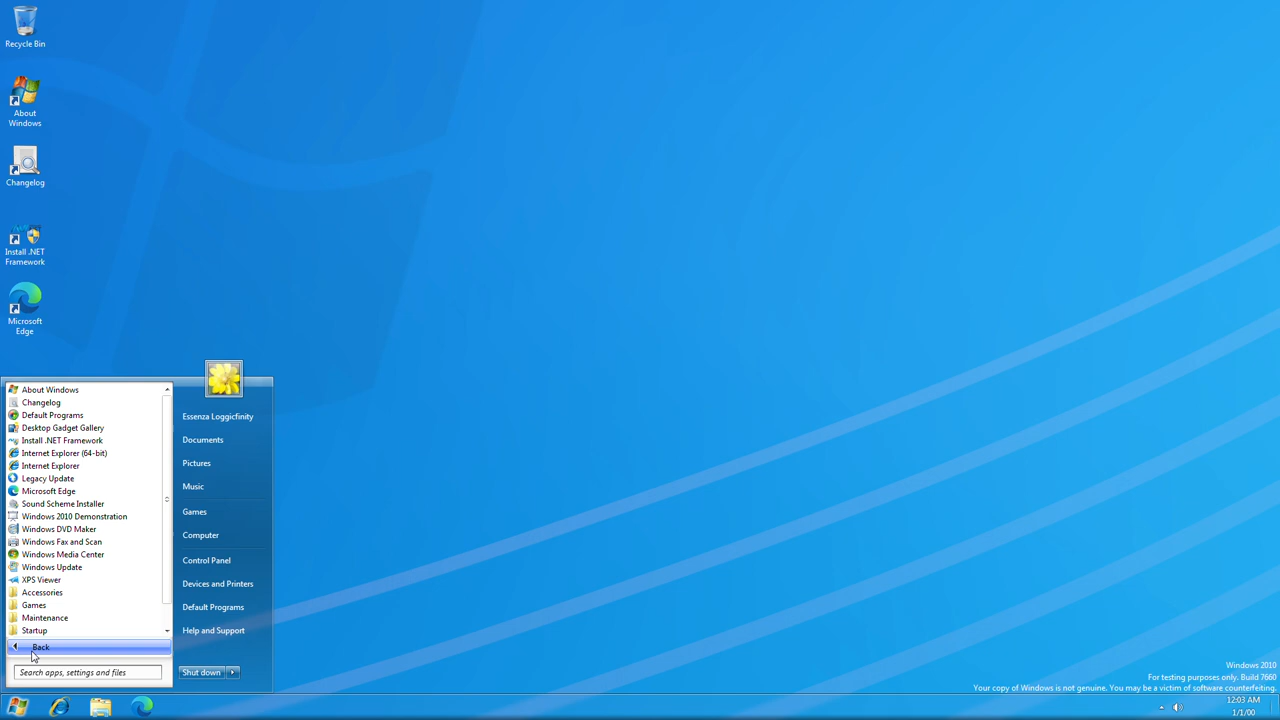 Recycle Bin
About
Windows
Changelog
Install .NET
Framework
Microsoft
Edge
About Windows
Changelog
Default Programs
Desktop Gadget Gallery
Install .NET Framework
Internet Explorer (64-bit)
Internet Explorer
Legacy Update
Microsoft Edge
Sound Scheme Installer
Windows 2010 Demonstration
Windows DVD Maker
Windows Fax and Scan
Windows Media Center
Windows Update
XPS Viewer
Accessories
Games
Maintenance
Startup
Back
Search apps, settings and files
Essenza Loggicfinity
Documents
Pictures
Music
Games
Computer
Control Panel
Devices and Printers
Default Programs
Help and Support
Shut down
Windows 2010
For testing purposes only. Build 7660
Your copy of Windows is not genuine. You may be a victim of software counterfeiting.
12:03 AM
1/1/00